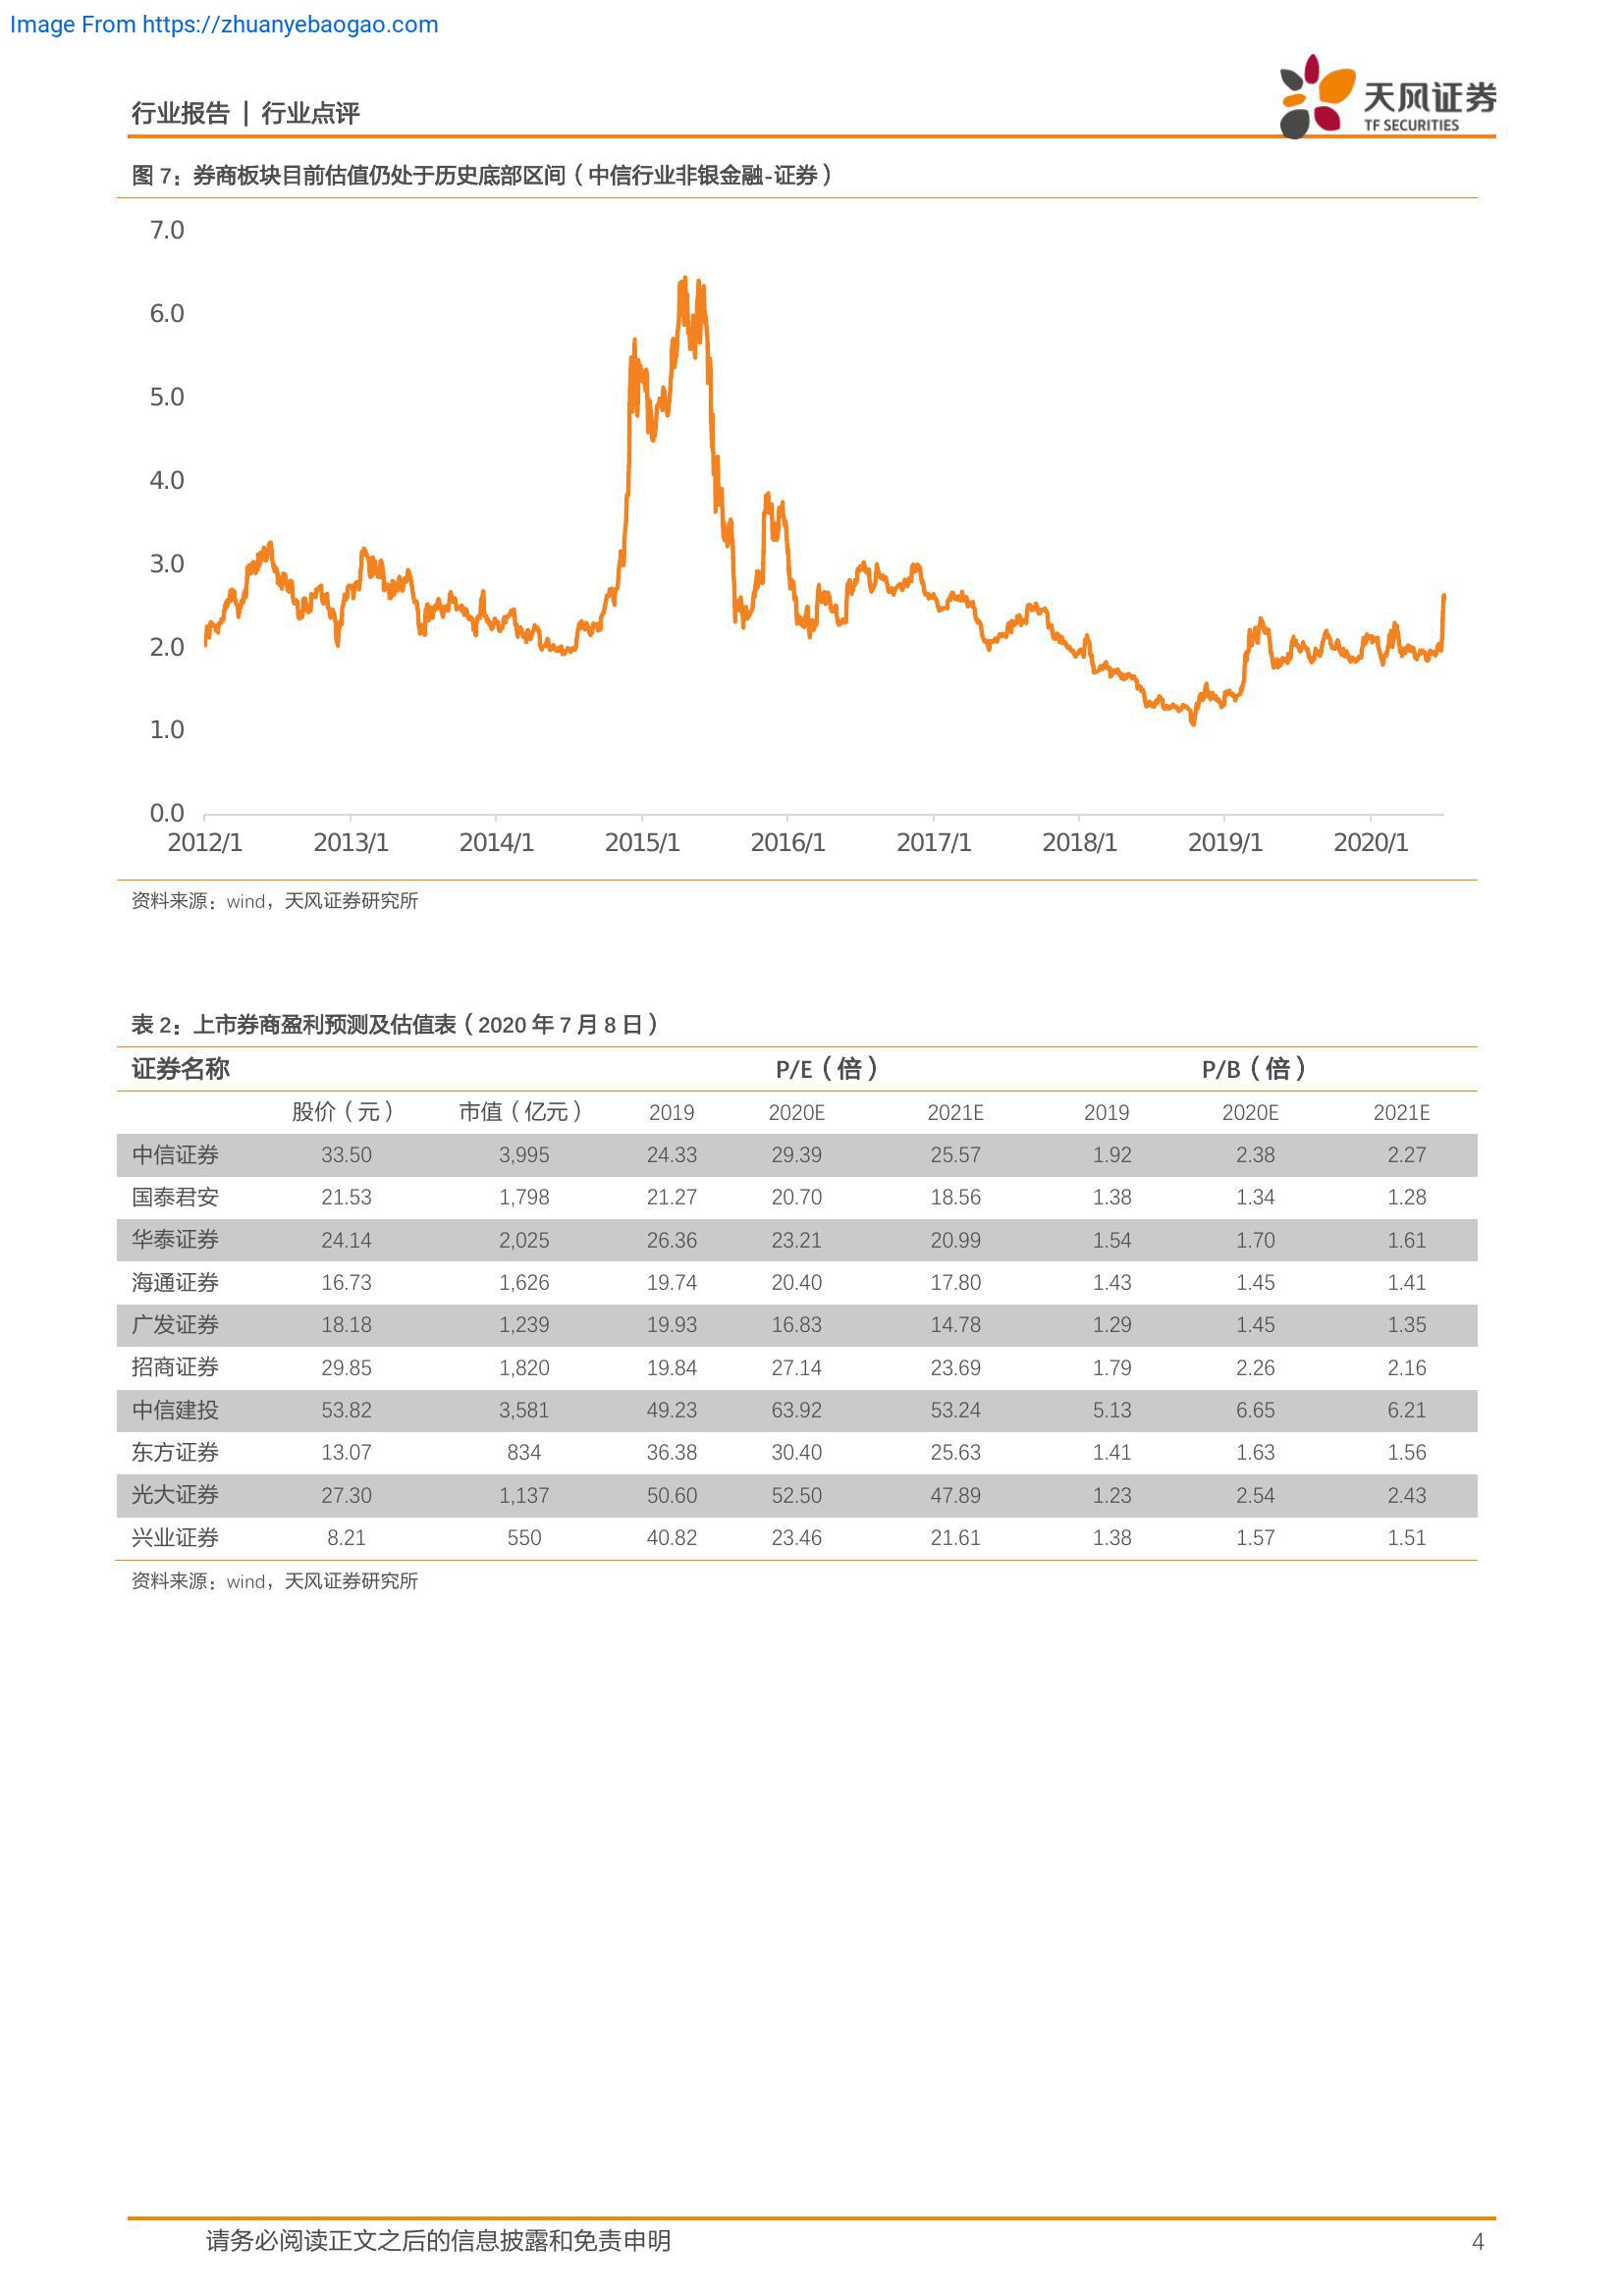 Image From https://zhuanyebaogao.com
行业报告 | 行业点评
天风证券
TF SECURITIES
图 7：券商板块目前估值仍处于历史底部区间（中信行业非银金融-证券）
7.0
6.0
5.0
4.0
3.0
2.0
1.0
0.0
2012/1 2013/1 2014/1 2015/1 2016/1 2017/1 2018/1 2019/1 2020/1
资料来源：wind，天风证券研究所
表 2：上市券商盈利预测及估值表（2020 年 7 月 8 日）
证券名称 P/E（倍） P/B（倍）
股价（元） 市值（亿元） 2019 2020E 2021E 2019 2020E 2021E
中信证券 33.50 3,995 24.33 29.39 25.57 1.92 2.38 2.27
国泰君安 21.53 1,798 21.27 20.70 18.56 1.38 1.34 1.28
华泰证券 24.14 2,025 26.36 23.21 20.99 1.54 1.70 1.61
海通证券 16.73 1,626 19.74 20.40 17.80 1.43 1.45 1.41
广发证券 18.18 1,239 19.93 16.83 14.78 1.29 1.45 1.35
招商证券 29.85 1,820 19.84 27.14 23.69 1.79 2.26 2.16
中信建投 53.82 3,581 49.23 63.92 53.24 5.13 6.65 6.21
东方证券 13.07 834 36.38 30.40 25.63 1.41 1.63 1.56
光大证券 27.30 1,137 50.60 52.50 47.89 1.23 2.54 2.43
兴业证券 8.21 550 40.82 23.46 21.61 1.38 1.57 1.51
资料来源：wind，天风证券研究所
请务必阅读正文之后的信息披露和免责申明 4